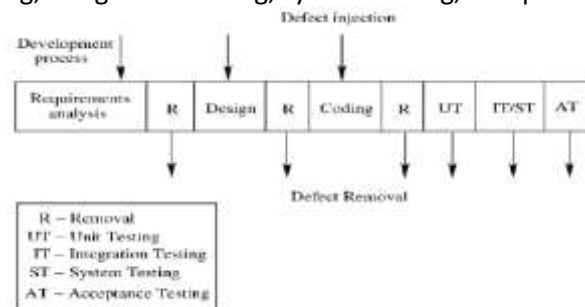 Defect injection
Development
process
Requirements
analysis
R
Design
R
Coding
R
UT
IT/ST
AT
Defect Removal
R – Removal
UT – Unit Testing
IT – Integration Testing
ST – System Testing
AT – Acceptance Testing